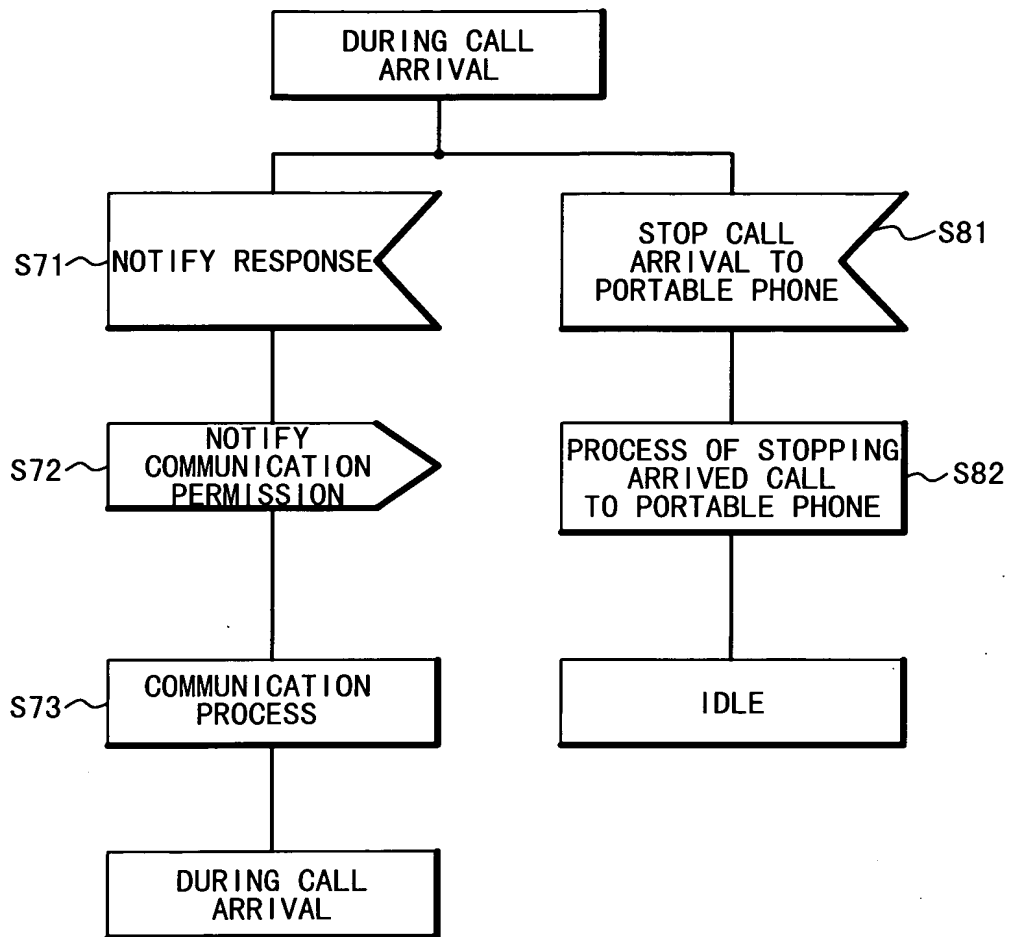 DURING CALL
ARRIVAL
S71
NOTIFY RESPONSE
STOP CALL
ARRIVAL TO
PORTABLE PHONE
S81
S72
NOTIFY
COMMUNICATION
PERMISSION
PROCESS OF STOPPING
ARRIVED CALL
TO PORTABLE PHONE
S82
S73
COMMUNICATION
PROCESS
IDLE
DURING CALL
ARRIVAL